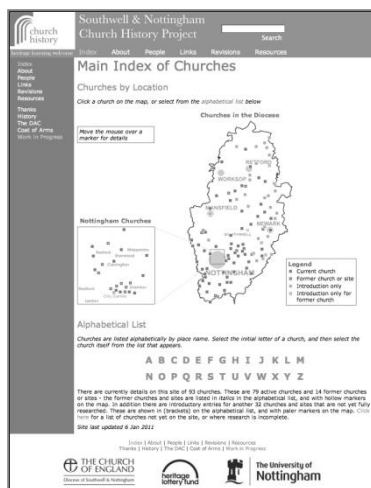 church
history
Southwell & Nottingham
Church History Project
Search
heritage learning welcome
Index About People Links Revisions Resources
Index
About
People
Links
Revisions
Resources
Thanks
History
The DAC
Coat of Arms
Work in Progress
Main Index of Churches
Churches by Location
Click a church on the map, or select from the alphabetical list below
Churches in the Diocese
Move the mouse over a
marker for details
RETFORD
WORKSOP
MANSFIELD
NEWARK
SOUTHWELL
NOTTINGHAM
Nottingham Churches
Legend
Current church
Former church or site
Introduction only
Introduction only for
former church
Alphabetical List
Churches are listed alphabetically by place name. Select the initial letter of a church, and then select the
church itself from the list that appears.
A B C D E F G H I J K L M
N O P Q R S T U V W X Y Z
There are currently details on this site of 93 churches. These are 79 active churches and 14 former churches
or sites - the former churches and sites are listed in italics in the alphabetical list, and with hollow markers
on the map. In addition there are introductory entries for another 32 churches and sites that are not yet fully
researched. These are shown in (brackets) on the alphabetical list, and with paler markers on the map. Click
here for a list of churches not yet on the site, or where research is incomplete.
Site last updated 6 Jan 2011
Index | About | People | Links | Revisions | Resources
Thanks | History | The DAC | Coat of Arms | Work in Progress
THE CHURCH
OF ENGLAND
Diocese of Southwell & Nottingham
heritage
lottery fund
The University of
Nottingham